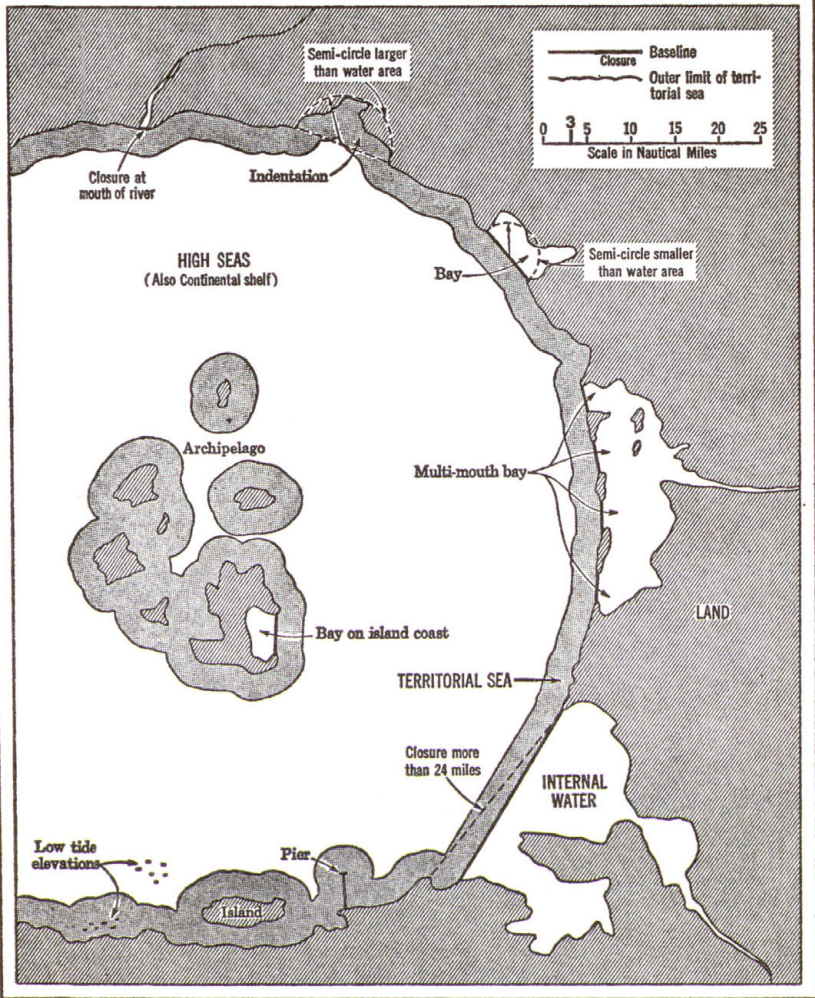 Semi-circle larger
than water area
Baseline
Closure
Outer limit of terri-
torial sea
0 3 5 10 15 20 25
Scale in Nautical Miles
Closure at
mouth of river
Indentation
HIGH SEAS
(Also Continental shelf)
Bay
Semi-circle smaller
than water area
Archipelago
Multi-mouth bay
LAND
Bay on island coast
TERRITORIAL SEA
Closure more
than 24 miles
INTERNAL
WATER
Low tide
elevations
Pier
Island